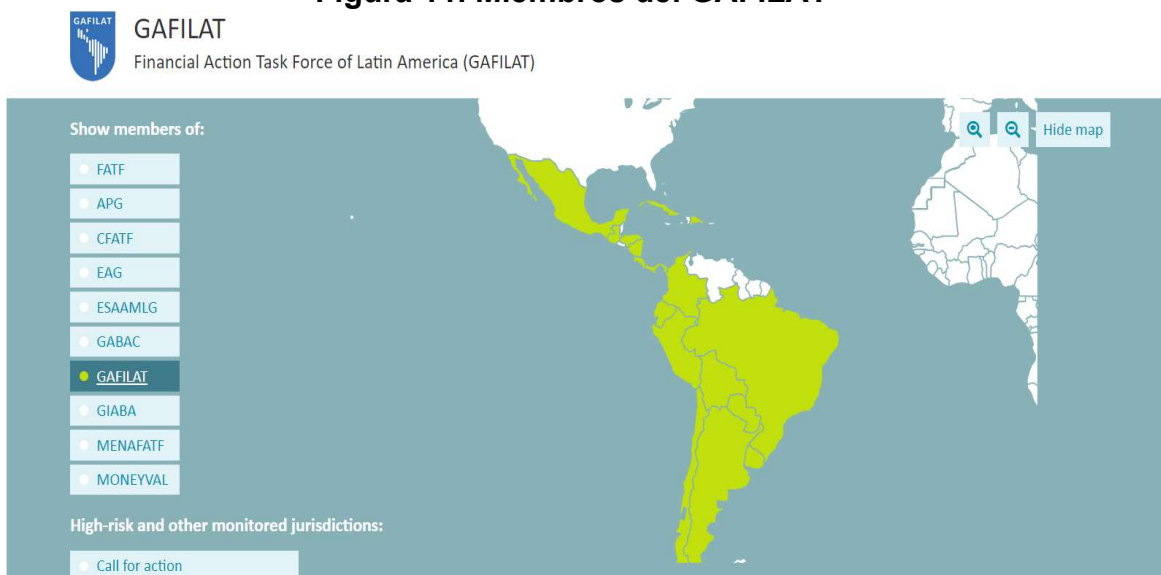 GAFILAT
GAFILAT
Financial Action Task Force of Latin America (GAFILAT)
Show members of:
Hide map
FATF
APG
CFATF
EAG
ESAAMLG
GABAC
GAFILAT
GIABA
MENAFATF
MONEYVAL
High-risk and other monitored jurisdictions:
Call for action